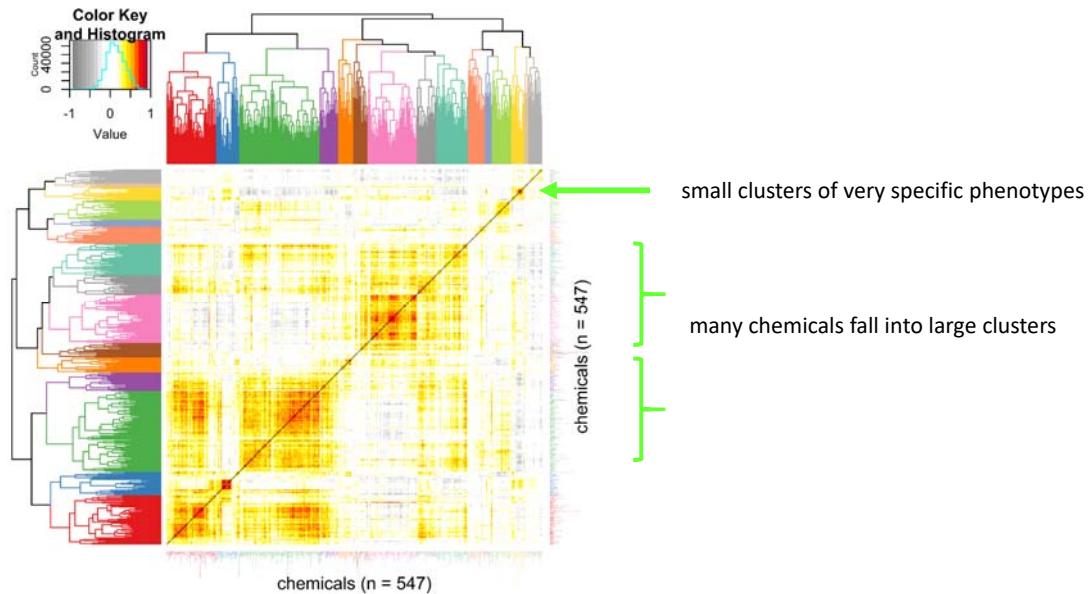 Color Key
and Histogram
Count
0 40000
-1 0 1
Value
small clusters of very specific phenotypes
many chemicals fall into large clusters
chemicals (n = 547)
chemicals (n = 547)